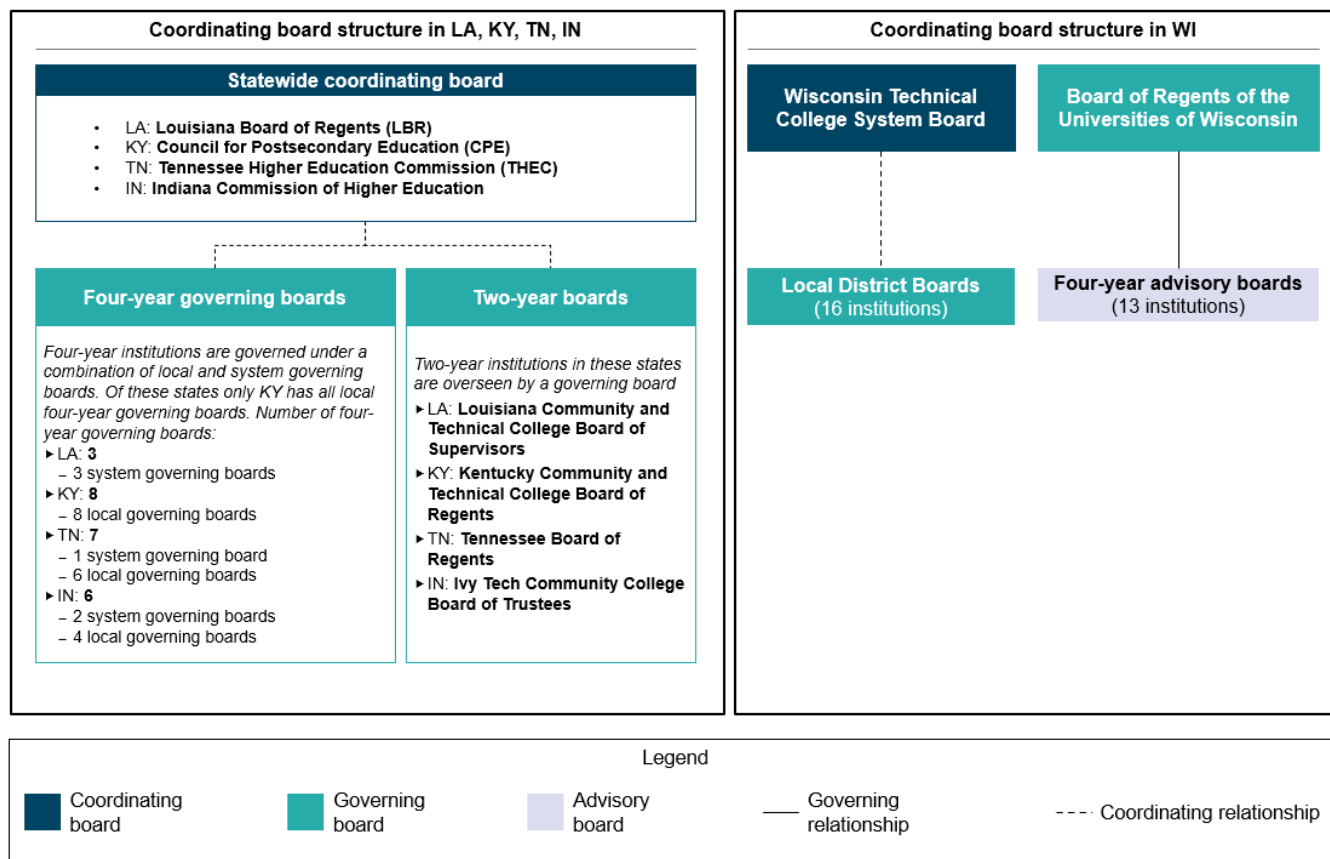 Coordinating board structure in LA, KY, TN, IN
Statewide coordinating board
• LA: Louisiana Board of Regents (LBR)
• KY: Council for Postsecondary Education (CPE)
• TN: Tennessee Higher Education Commission (THEC)
• IN: Indiana Commission of Higher Education
Four-year governing boards
Four-year institutions are governed under a
combination of local and system governing
boards. Of these states only KY has all local
four-year governing boards. Number of four-
year governing boards:
▸ LA: 3
– 3 system governing boards
▸ KY: 8
– 8 local governing boards
▸ TN: 7
– 1 system governing board
– 6 local governing boards
▸ IN: 6
– 2 system governing boards
– 4 local governing boards
Two-year boards
Two-year institutions in these states
are overseen by a governing board
▸ LA: Louisiana Community and
Technical College Board of
Supervisors
▸ KY: Kentucky Community and
Technical College Board of
Regents
▸ TN: Tennessee Board of
Regents
▸ IN: Ivy Tech Community College
Board of Trustees
Coordinating board structure in WI
Wisconsin Technical
College System Board
Board of Regents of the
Universities of Wisconsin
Local District Boards
(16 institutions)
Four-year advisory boards
(13 institutions)
Legend
Coordinating
board
Governing
board
Advisory
board
Governing
relationship
Coordinating relationship